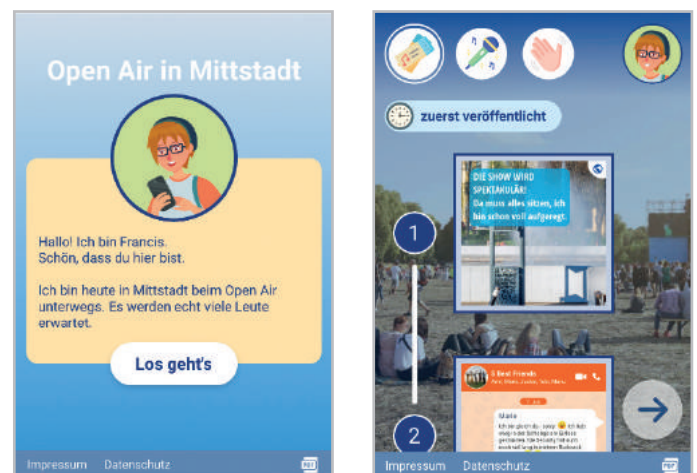 Open Air in Mittstadt
Hallo! Ich bin Francis.
Schön, dass du hier bist.
Ich bin heute in Mittstadt beim Open Air
unterwegs. Es werden echt viele Leute
erwartet.
Los geht's
Impressum Datenschutz
PDF
zuerst veröffentlicht
DIE SHOW WIRD
SPEKTAKULÄR!
Da muss alles sitzen, ich
bin schon voll aufgeregt.
1
5 Best Friends
2
Impressum Datenschutz
PDF